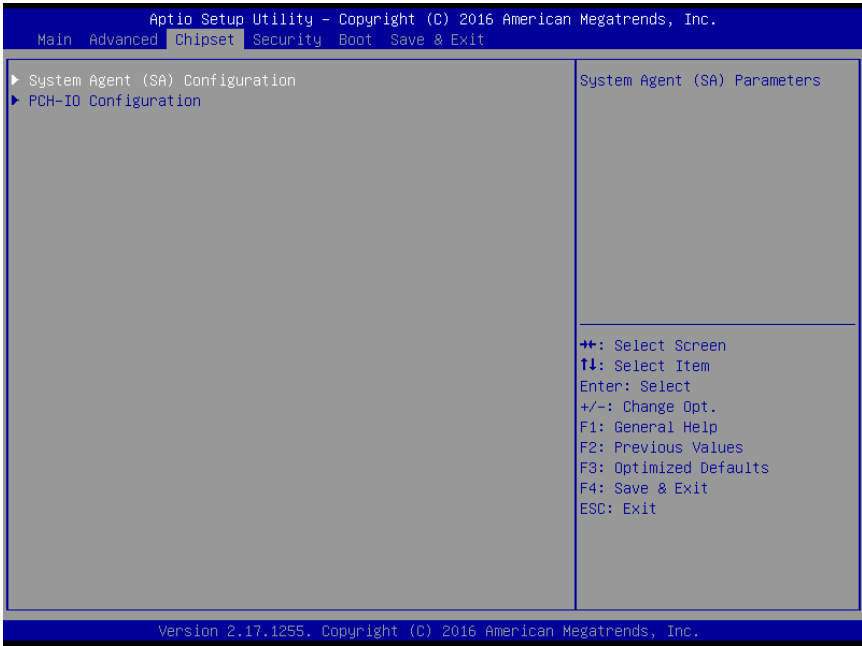 Aptio Setup Utility – Copyright (C) 2016 American Megatrends, Inc.
Main Advanced Chipset Security Boot Save & Exit
System Agent (SA) Configuration
PCH-IO Configuration
System Agent (SA) Parameters
→←: Select Screen
↑↓: Select Item
Enter: Select
+/-: Change Opt.
F1: General Help
F2: Previous Values
F3: Optimized Defaults
F4: Save & Exit
ESC: Exit
Version 2.17.1255. Copyright (C) 2016 American Megatrends, Inc.